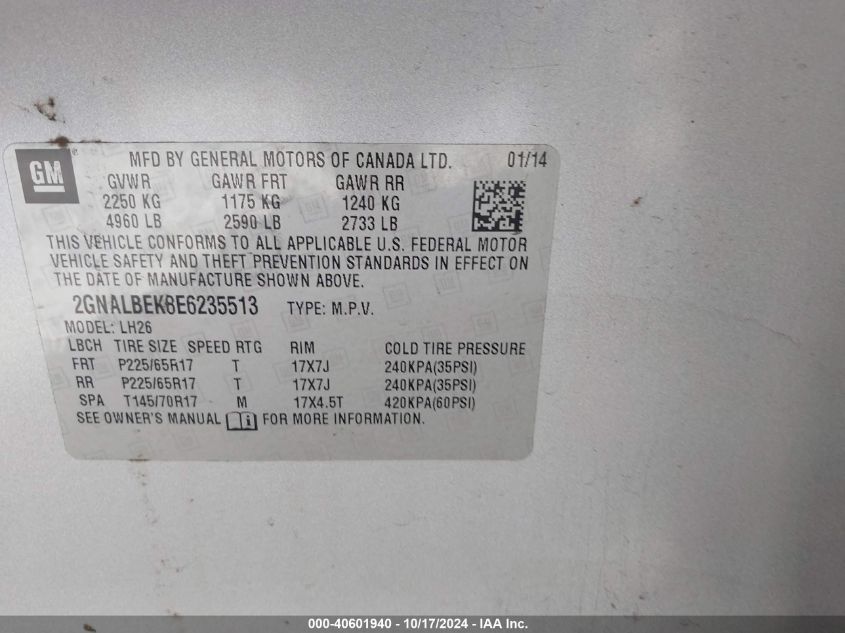 GM ® MFD BY GENERAL MOTORS OF CANADA LTD. 01/14
GVWR GAWR FRT GAWR RR
2250 KG 1175 KG 1240 KG
4960 LB 2590 LB 2733 LB
THIS VEHICLE CONFORMS TO ALL APPLICABLE U.S. FEDERAL MOTOR
VEHICLE SAFETY AND THEFT PREVENTION STANDARDS IN EFFECT ON
THE DATE OF MANUFACTURE SHOWN ABOVE.
2GNALBEK8E6235513 TYPE: M.P.V.
MODEL: LH26
LBCH TIRE SIZE SPEED RTG RIM COLD TIRE PRESSURE
FRT P225/65R17 T 17X7J 240KPA(35PSI)
RR P225/65R17 T 17X7J 240KPA(35PSI)
SPA T145/70R17 M 17X4.5T 420KPA(60PSI)
SEE OWNER'S MANUAL FOR MORE INFORMATION.
000-40601940 - 10/17/2024 - IAA Inc.